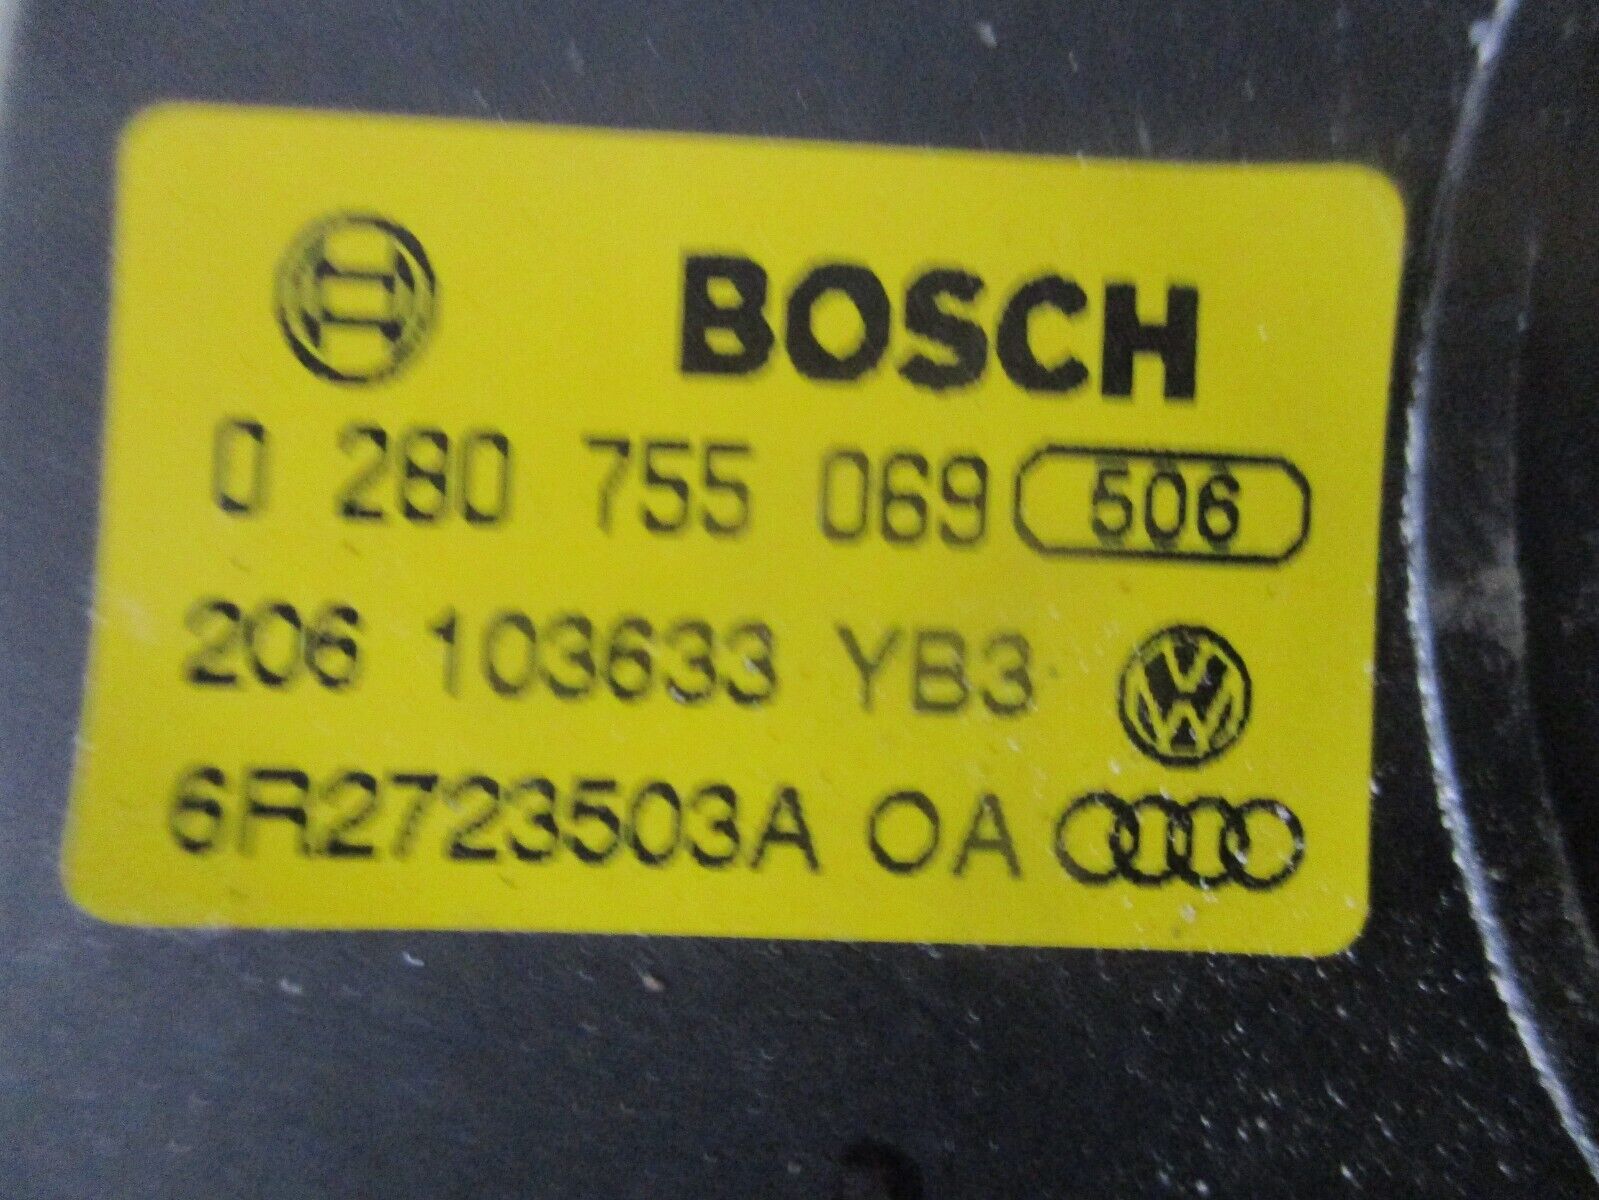 BOSCH
0 280 755 069 506
206 103633 YB3
6R2723503A OA